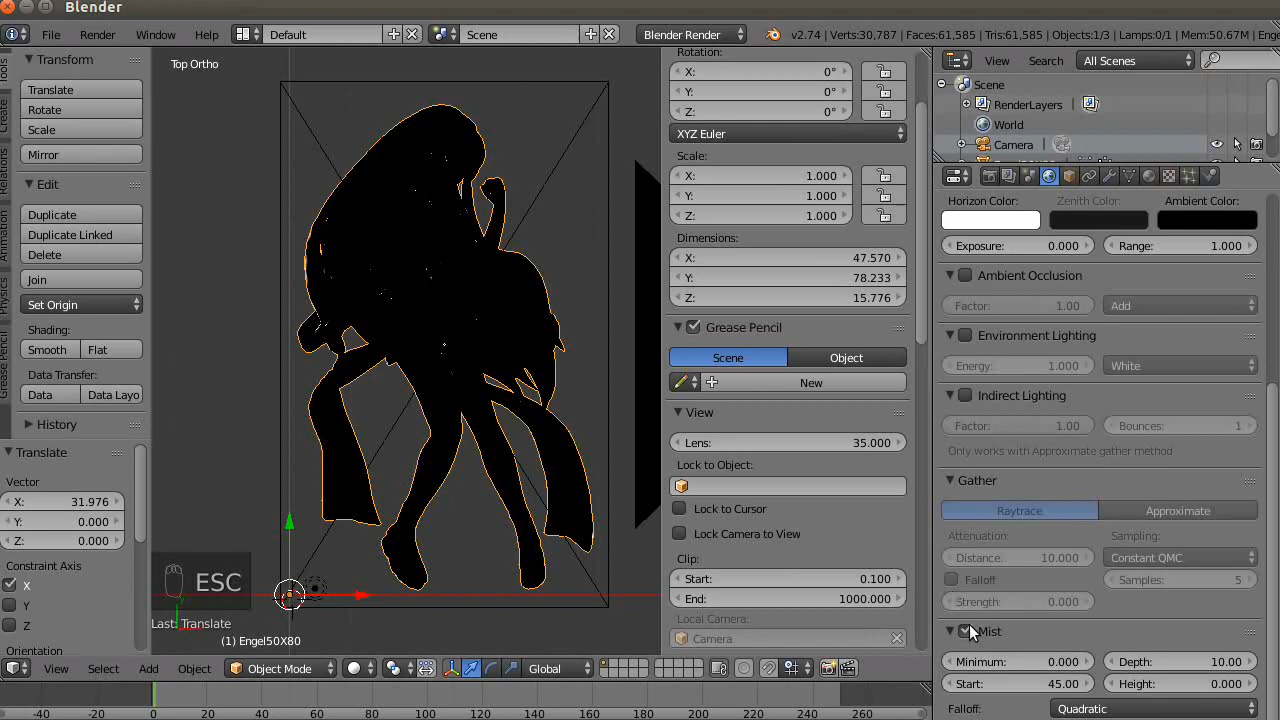 Blender
File Render Window Help Default Scene Blender Render v2.74 | Verts:30,787 | Faces:61,585 | Tris:61,585 | Objects:1/3 | Lamps:0/1 | Mem:50.67M |
Tools
Create
Relations
Animation
Physics
Grease Pencil
Transform
Translate
Rotate
Scale
Mirror
Edit
Duplicate
Duplicate Linked
Delete
Join
Set Origin
Shading:
Smooth Flat
Data Transfer:
Data Data Layo
History
Translate
Vector
X: 31.976
Y: 0.000
Z: 0.000
Constraint Axis
X
Y
Z
Orientation
Top Ortho
ESC
Last: Translate
(1) Engel50X80
View Select Add Object Object Mode Global
-40 -20 0 20 40 60 80 100 120 140 160 180 200 220 240 260
Rotation:
X: 0°
Y: 0°
Z: 0°
XYZ Euler
Scale:
X: 1.000
Y: 1.000
Z: 1.000
Dimensions:
X: 47.570
Y: 78.233
Z: 15.776
Grease Pencil
Scene Object
New
View
Lens: 35.000
Lock to Object:
Lock to Cursor
Lock Camera to View
Clip:
Start: 0.100
End: 1000.000
Local Camera:
Camera
View Search All Scenes
Scene
RenderLayers
World
Camera
Horizon Color: Zenith Color: Ambient Color:
Exposure: 0.000 Range: 1.000
Ambient Occlusion
Factor: 1.00 Add
Environment Lighting
Energy: 1.000 White
Indirect Lighting
Factor: 1.00 Bounces: 1
Only works with Approximate gather method
Gather
Raytrace Approximate
Attenuation: Sampling:
Distance: 10.000 Constant QMC
Falloff Samples: 5
Strength: 0.000
Mist
Minimum: 0.000 Depth: 10.00
Start: 45.00 Height: 0.000
Falloff: Quadratic